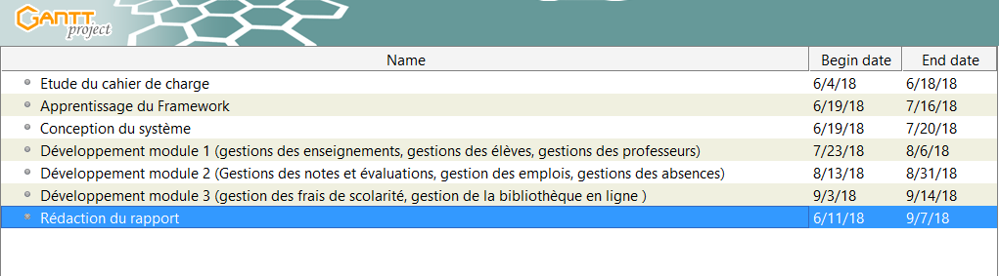 GANTT
project
Name Begin date End date
Etude du cahier de charge 6/4/18 6/18/18
Apprentissage du Framework 6/19/18 7/16/18
Conception du système 6/19/18 7/20/18
Développement module 1 (gestions des enseignements, gestions des élèves, gestions des professeurs) 7/23/18 8/6/18
Développement module 2 (Gestions des notes et évaluations, gestion des emplois, gestions des absences) 8/13/18 8/31/18
Développement module 3 (gestion des frais de scolarité, gestion de la bibliothèque en ligne ) 9/3/18 9/14/18
Rédaction du rapport 6/11/18 9/7/18